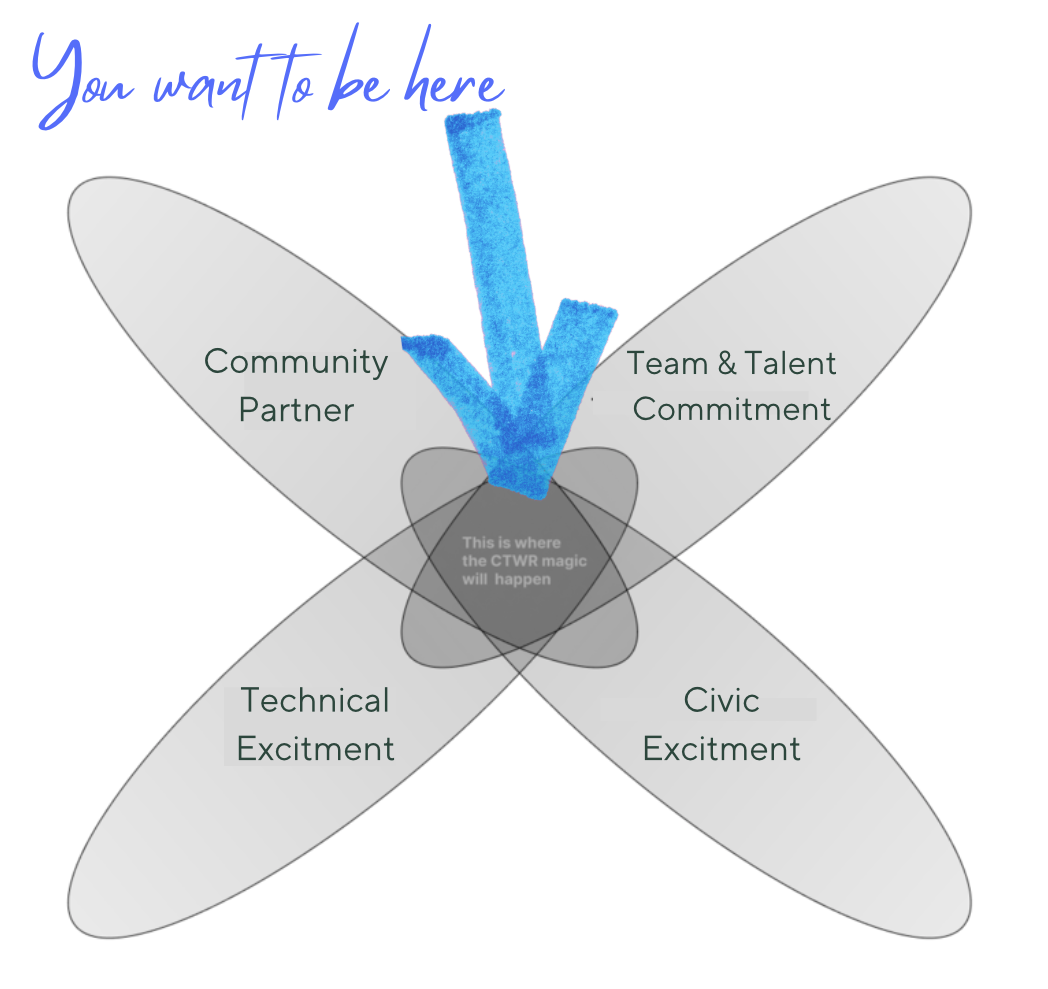 You want to be here
Community
Partner
Team & Talent
Commitment
This is where
the CTWR magic
will happen
Technical
Excitment
Civic
Excitment